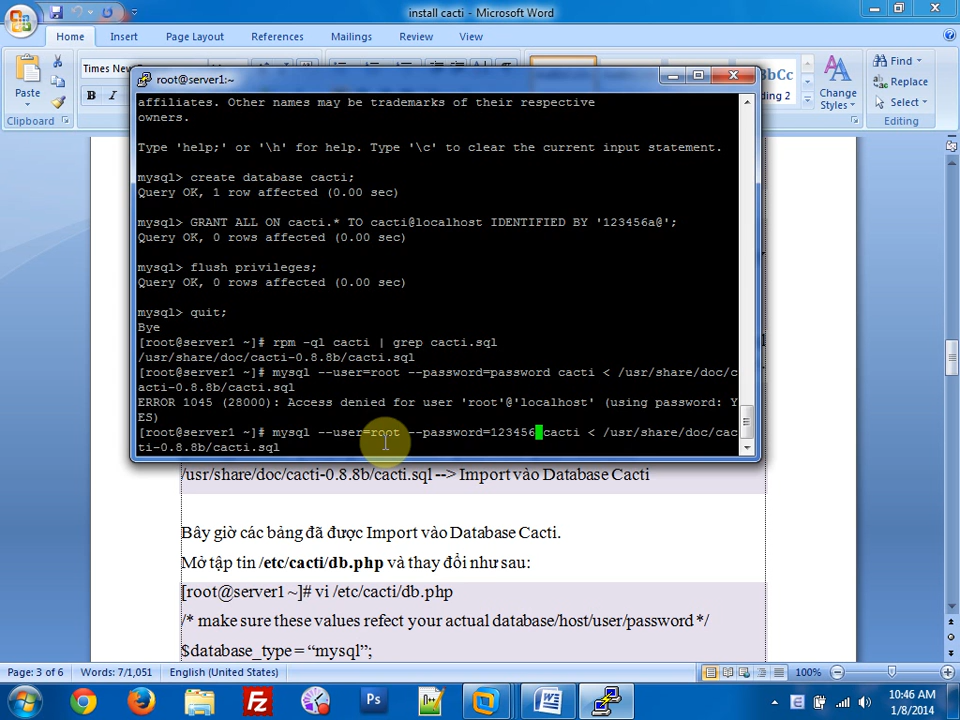 install cacti - Microsoft Word
Home
Insert
Page Layout
References
Mailings
Review
View
Paste
Clipboard
Times New
B
I
root@server1:~
BbCc
ding 2
Change
Styles
Find
Replace
Select
Editing
affiliates. Other names may be trademarks of their respective
owners.
Type 'help;' or '\h' for help. Type '\c' to clear the current input statement.
mysql> create database cacti;
Query OK, 1 row affected (0.00 sec)
mysql> GRANT ALL ON cacti.* TO cacti@localhost IDENTIFIED BY '123456a@';
Query OK, 0 rows affected (0.00 sec)
mysql> flush privileges;
Query OK, 0 rows affected (0.00 sec)
mysql> quit;
Bye
[root@server1 ~]# rpm -ql cacti | grep cacti.sql
/usr/share/doc/cacti-0.8.8b/cacti.sql
[root@server1 ~]# mysql --user=root --password=password cacti < /usr/share/doc/c
acti-0.8.8b/cacti.sql
ERROR 1045 (28000): Access denied for user 'root'@'localhost' (using password: Y
ES)
[root@server1 ~]# mysql --user=root --password=123456 cacti < /usr/share/doc/cac
ti-0.8.8b/cacti.sql
/usr/share/doc/cacti-0.8.8b/cacti.sql --> Import vào Database Cacti
Bây giờ các bảng đã được Import vào Database Cacti.
Mở tập tin /etc/cacti/db.php và thay đổi như sau:
[root@server1 ~]# vi /etc/cacti/db.php
/* make sure these values refect your actual database/host/user/password */
$database_type = “mysql”;
Page: 3 of 6
Words: 7/1,051
English (United States)
100%
10:46 AM
1/8/2014